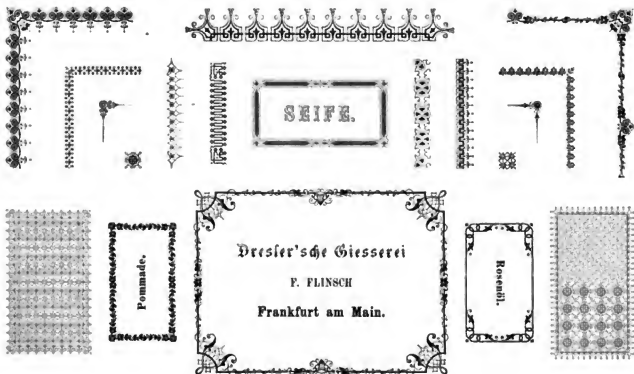 SEIFE.
Pommade.
Dresler'sche Giesserei
F. FLINSCH
Frankfurt am Main.
Rosenöl.